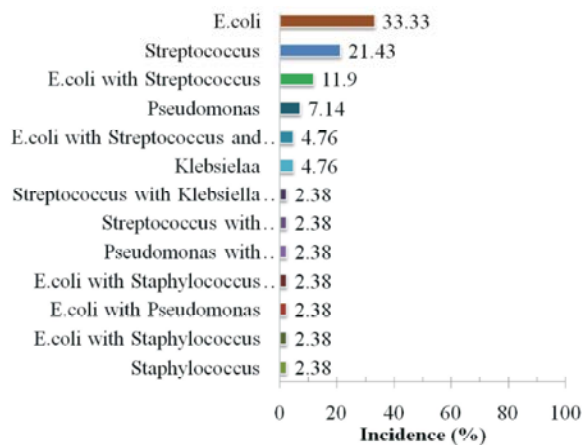 E.coli 33.33
Streptococcus 21.43
E.coli with Streptococcus 11.9
Pseudomonas 7.14
E.coli with Streptococcus and .. 4.76
Klebsielaa 4.76
Streptococcus with Klebsiella .. 2.38
Streptococcus with .. 2.38
Pseudomonas with .. 2.38
E.coli with Staphylococcus .. 2.38
E.coli with Pseudomonas 2.38
E.coli with Staphylococcus 2.38
Staphylococcus 2.38
0 20 40 60 80 100
Incidence (%)